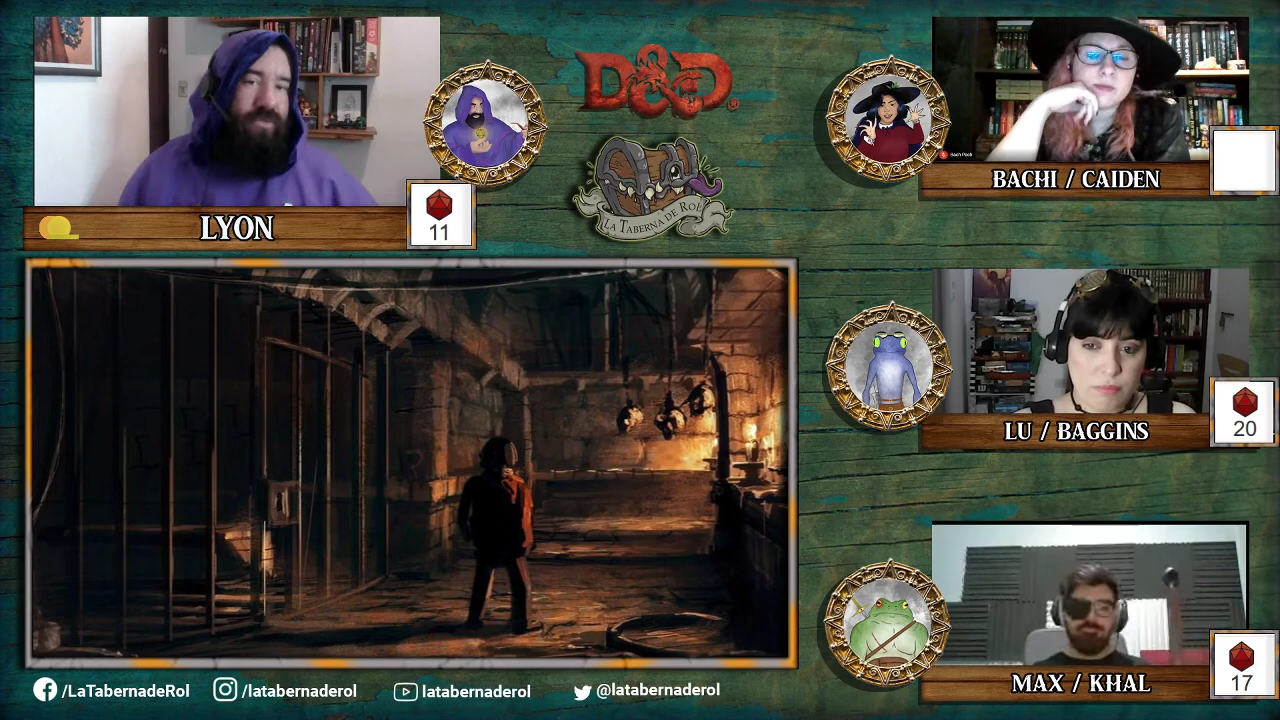 D&D
LA TABERNA DE ROL
LYON
11
BACHI / CAIDEN
LU / BAGGINS
20
MAX / KHAL
17
/LaTabernadeRol
/latabernaderol
latabernaderol
@latabernaderol